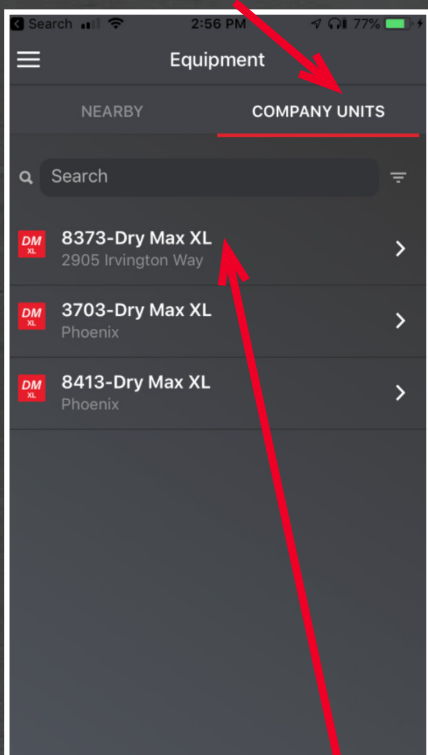 Search 2:56 PM 77%
Equipment
NEARBY COMPANY UNITS
Search
DM XL 8373-Dry Max XL
2905 Irvington Way
DM XL 3703-Dry Max XL
Phoenix
DM XL 8413-Dry Max XL
Phoenix